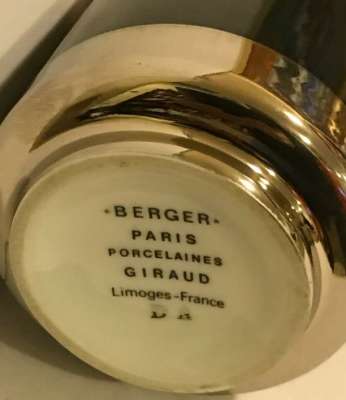 •BERGER•
PARIS
PORCELAINES
GIRAUD
Limoges-France